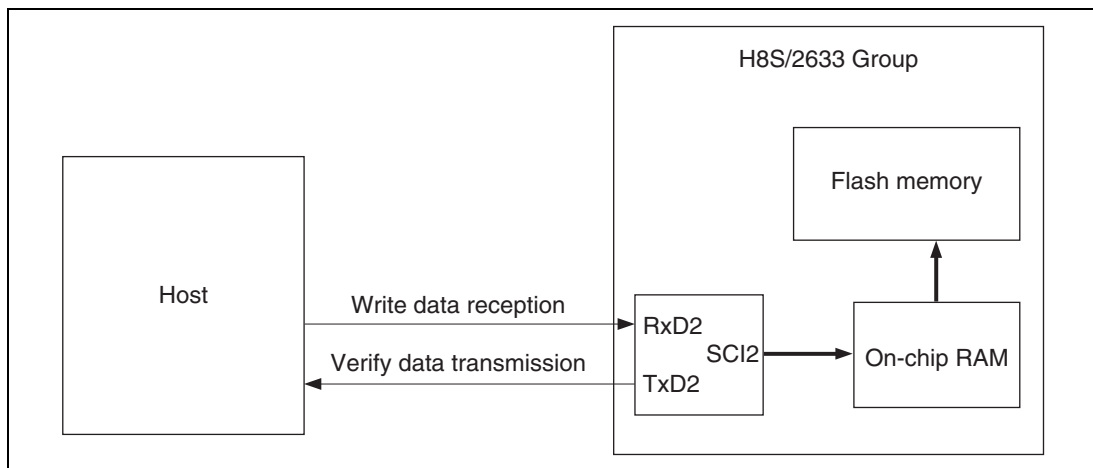 H8S/2633 Group
Flash memory
Host
Write data reception
RxD2
SCI2
On-chip RAM
Verify data transmission
TxD2